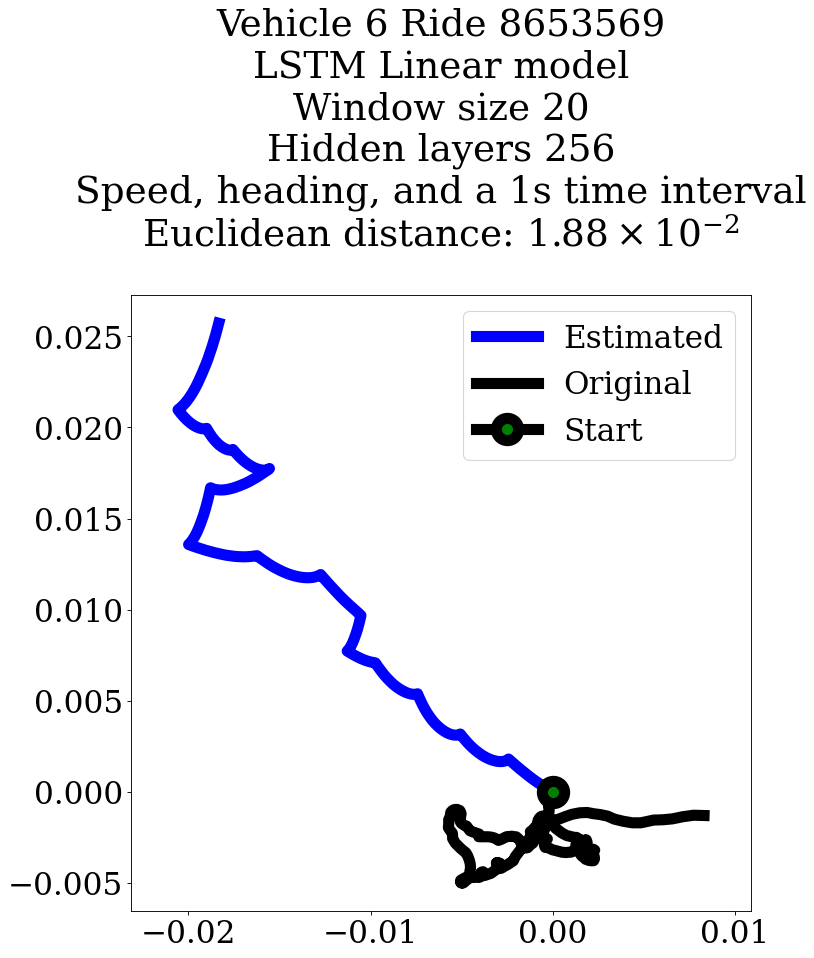 Vehicle 6 Ride 8653569
LSTM Linear model
Window size 20
Hidden layers 256
Speed, heading, and a 1s time interval
Euclidean distance: 1.88 × 10⁻²
Estimated
Original
Start
0.025
0.020
0.015
0.010
0.005
0.000
−0.005
−0.02 −0.01 0.00 0.01